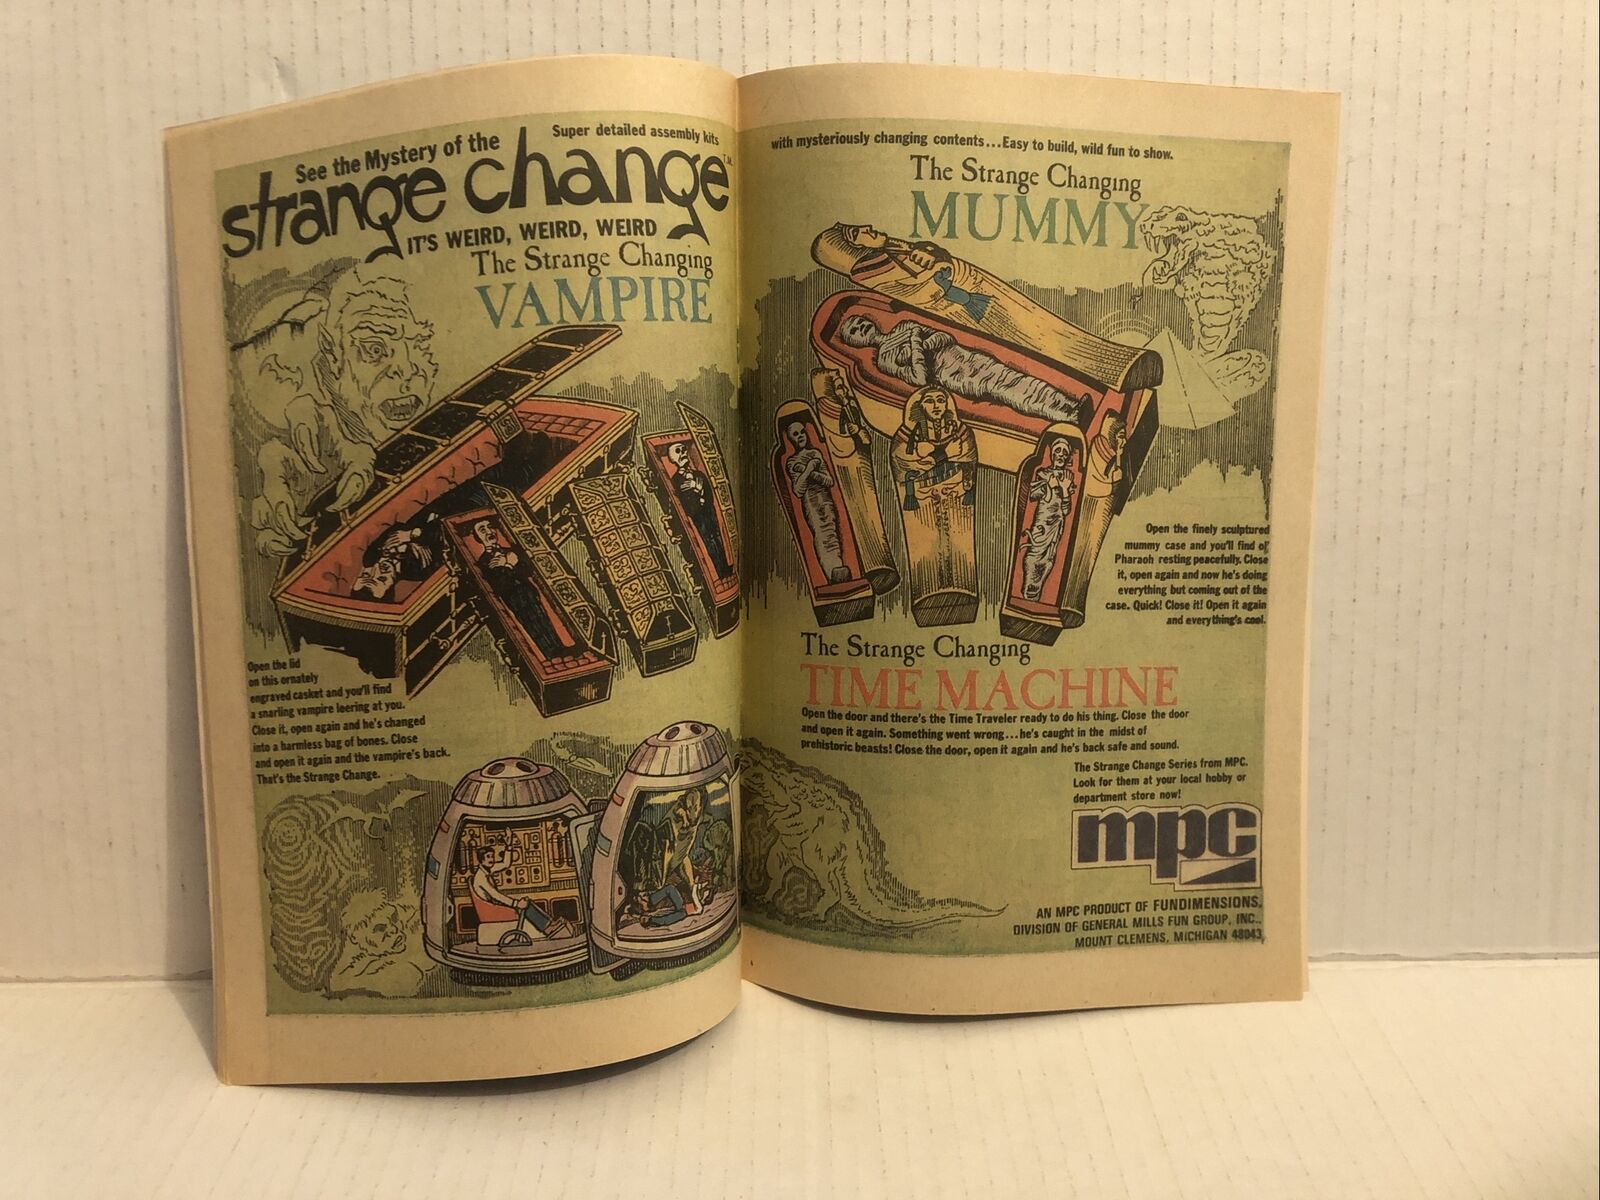 See the Mystery of the
Super detailed assembly kits
strange change TM
IT'S WEIRD, WEIRD, WEIRD
The Strange Changing
VAMPIRE
Open the lid
on this ornately
engraved casket and you'll find
a snarling vampire leering at you.
Close it, open again and he's changed
into a harmless bag of bones. Close
and open it again and the vampire's back.
That's the Strange Change.
with mysteriously changing contents...Easy to build, wild fun to show.
The Strange Changing
MUMMY
Open the finely sculptured
mummy case and you'll find ol'
Pharaoh resting peacefully. Close
it, open again and now he's doing
everything but coming out of the
case. Quick! Close it! Open it again
and everything's cool.
The Strange Changing
TIME MACHINE
Open the door and there's the Time Traveler ready to do his thing. Close the door
and open it again. Something went wrong...he's caught in the midst of
prehistoric beasts! Close the door, open it again and he's back safe and sound.
The Strange Change Series from MPC.
Look for them at your local hobby or
department store now!
mpc
AN MPC PRODUCT OF FUNDIMENSIONS,
DIVISION OF GENERAL MILLS FUN GROUP, INC.,
MOUNT CLEMENS, MICHIGAN 48043